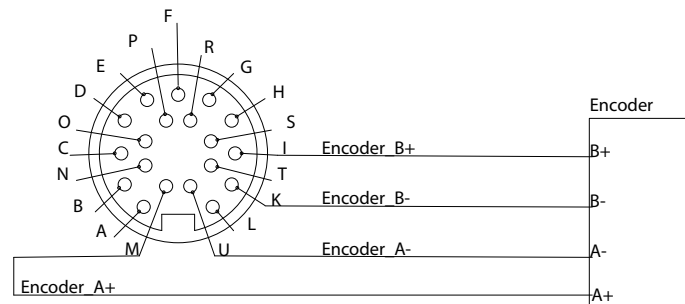 F
P R
E G
D H
Encoder
O S
C I Encoder_B+ B+
N T
B K Encoder_B- B-
A L
M U Encoder_A- A-
Encoder_A+ A+